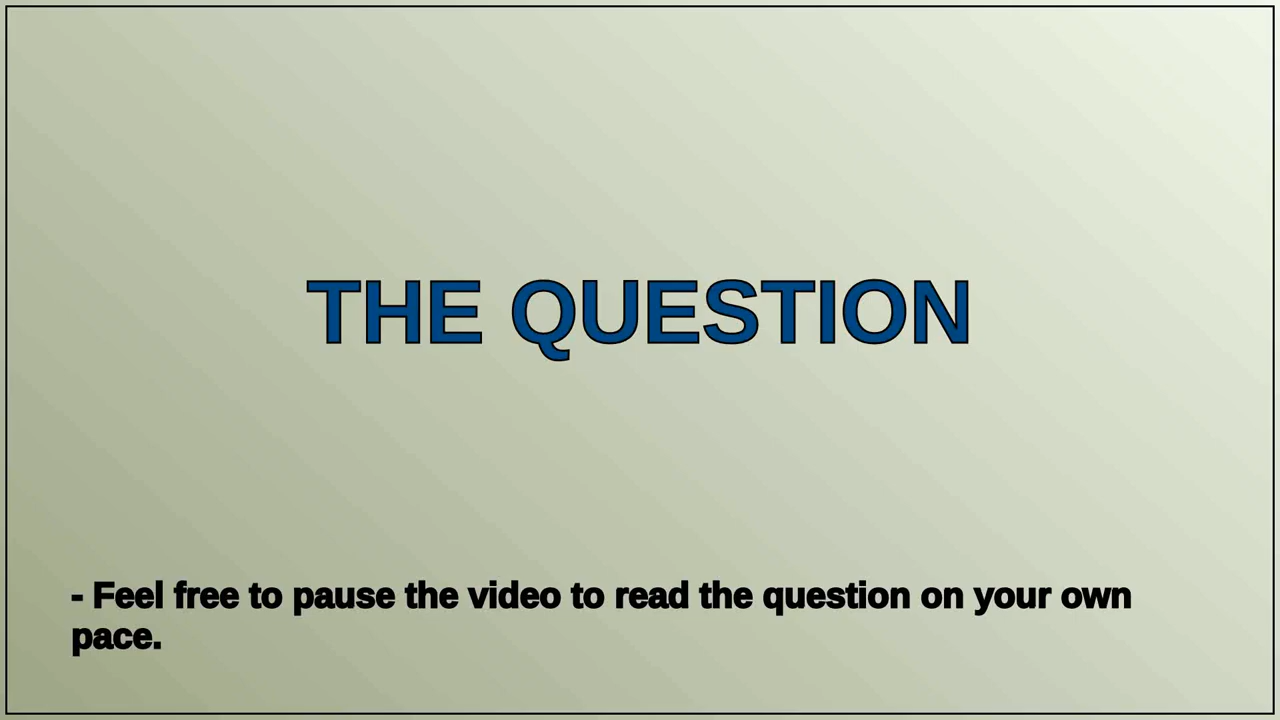 THE QUESTION
- Feel free to pause the video to read the question on your own
pace.